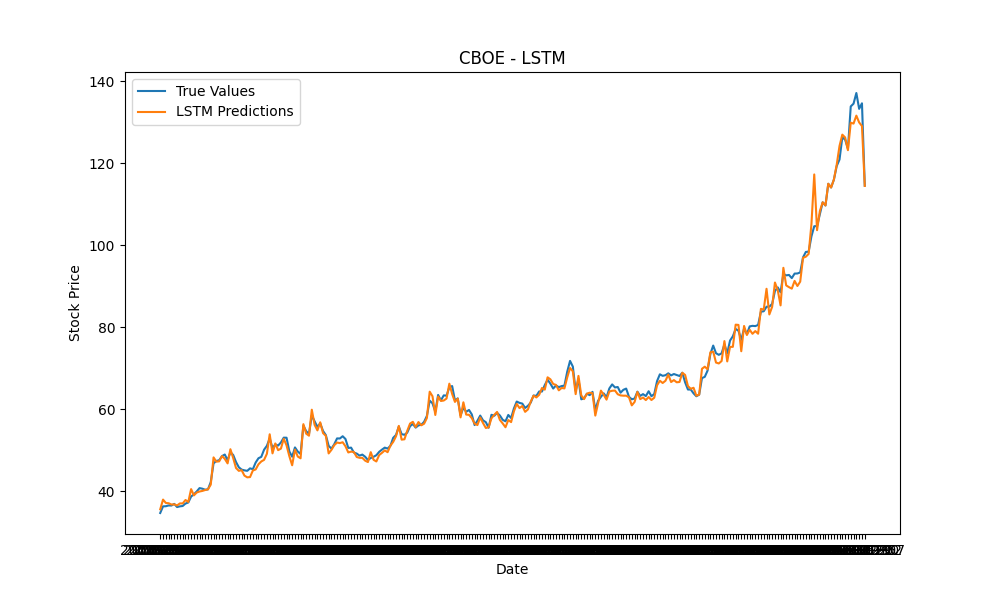 CBOE - LSTM
True Values
LSTM Predictions
140
120
100
80
60
40
Stock Price
Date